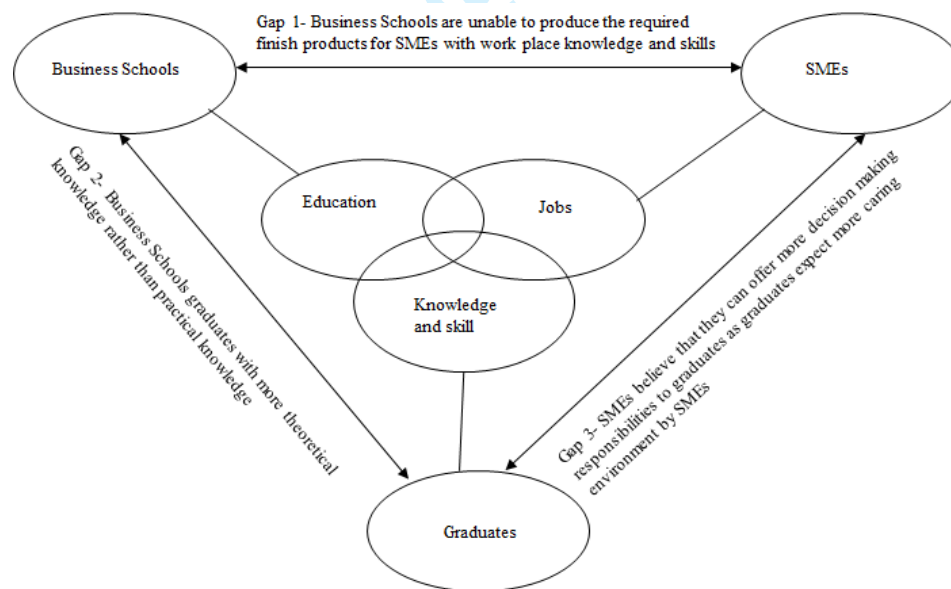 Gap 1- Business Schools are unable to produce the required
finish products for SMEs with work place knowledge and skills
Business Schools
SMEs
Gap 2- Business Schools graduates with more theoretical
knowledge rather than practical knowledge
Education
Jobs
Knowledge
and skill
Gap 3- SMEs believe that they can offer more decision making
responsibilities to graduates as graduates expect more caring
environment by SMEs
Graduates